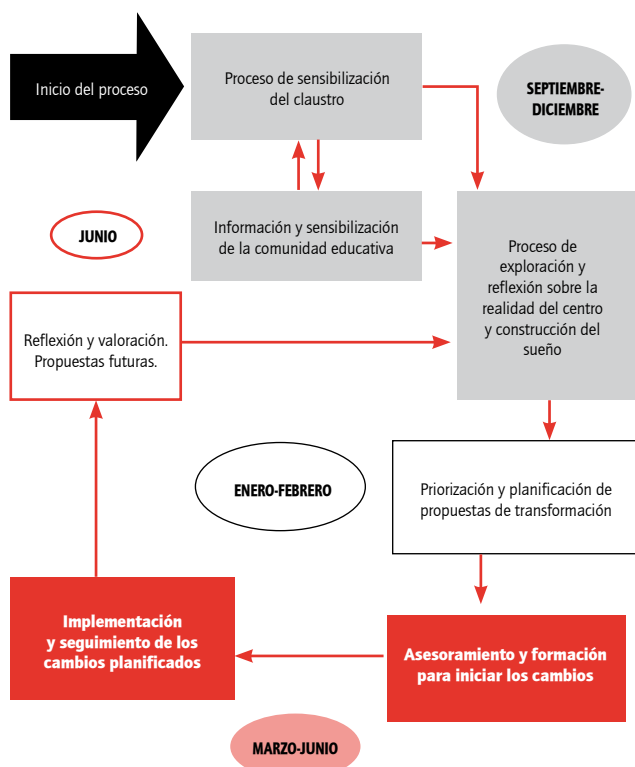 Inicio del proceso
Proceso de sensibilización
del claustro
SEPTIEMBRE-
DICIEMBRE
JUNIO
Información y sensibilización
de la comunidad educativa
Proceso de
exploración y
reflexión sobre la
realidad del centro
y construcción del
sueño
Reflexión y valoración.
Propuestas futuras.
ENERO-FEBRERO
Priorización y planificación de
propuestas de transformación
Implementación
y seguimiento de los
cambios planificados
Asesoramiento y formación
para iniciar los cambios
MARZO-JUNIO